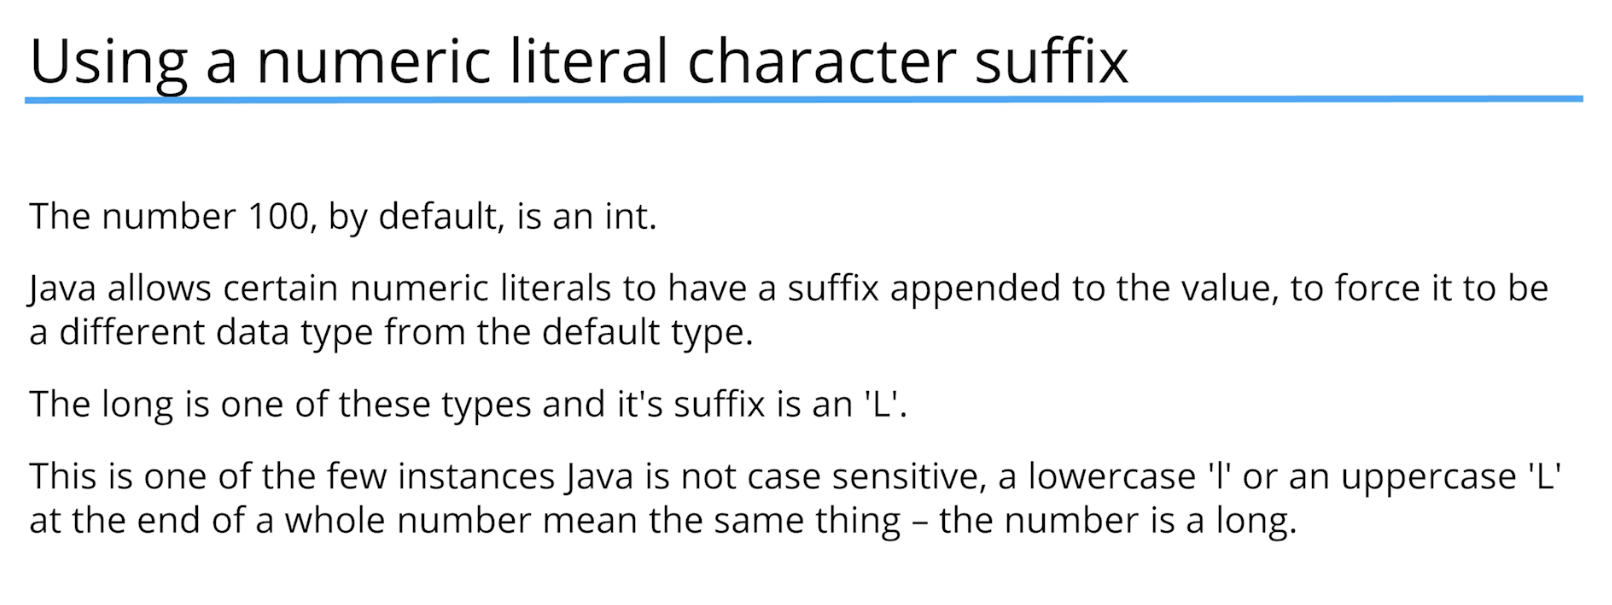 Using a numeric literal character suffix
The number 100, by default, is an int.
Java allows certain numeric literals to have a suffix appended to the value, to force it to be
a different data type from the default type.
The long is one of these types and it's suffix is an 'L'.
This is one of the few instances Java is not case sensitive, a lowercase 'l' or an uppercase 'L'
at the end of a whole number mean the same thing – the number is a long.